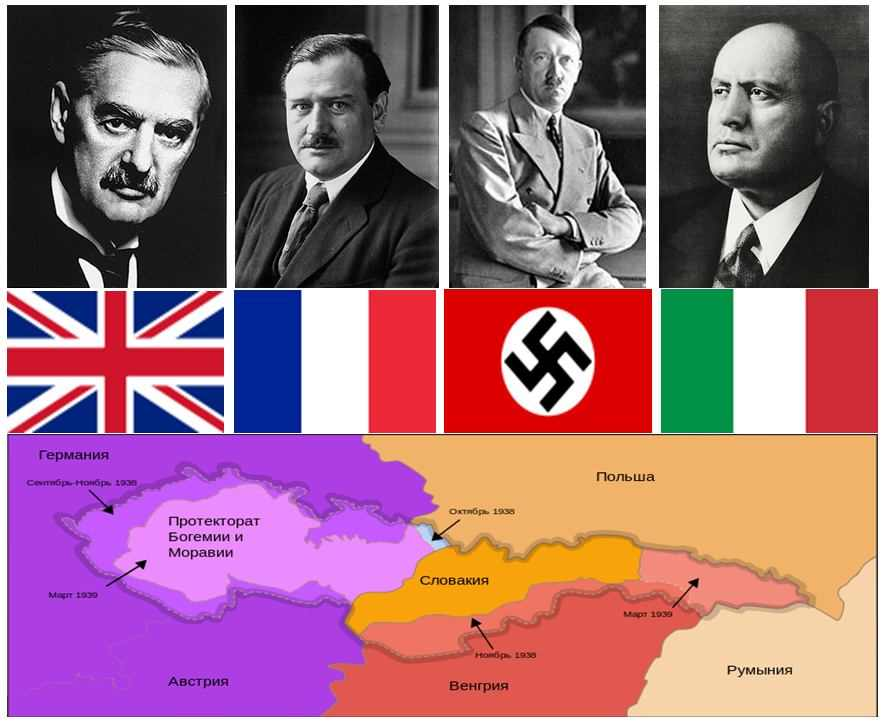 Германия
Сентябрь-Ноябрь 1938
Польша
Октябрь 1938
Протекторат
Богемии и
Моравии
Словакия
Март 1939
Март 1939
Ноябрь 1938
Румыния
Австрия
Венгрия